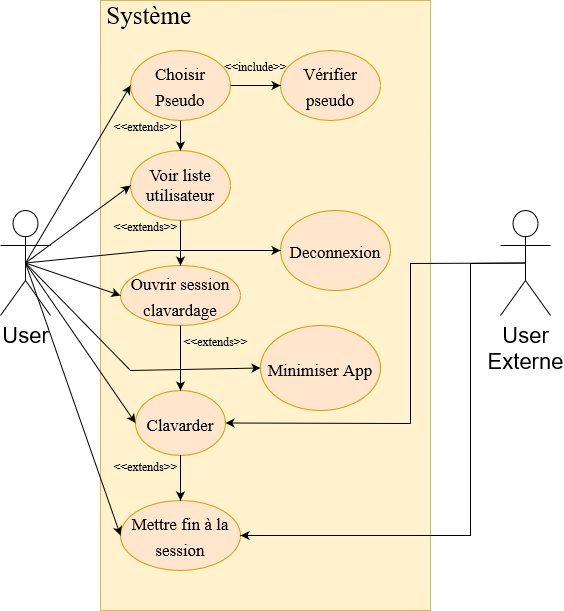 Système
Choisir
Pseudo
<<include>>
Vérifier
pseudo
<<extends>>
Voir liste
utilisateur
<<extends>>
Deconnexion
Ouvrir session
clavardage
User
User
Externe
<<extends>>
Minimiser App
Clavarder
<<extends>>
Mettre fin à la
session